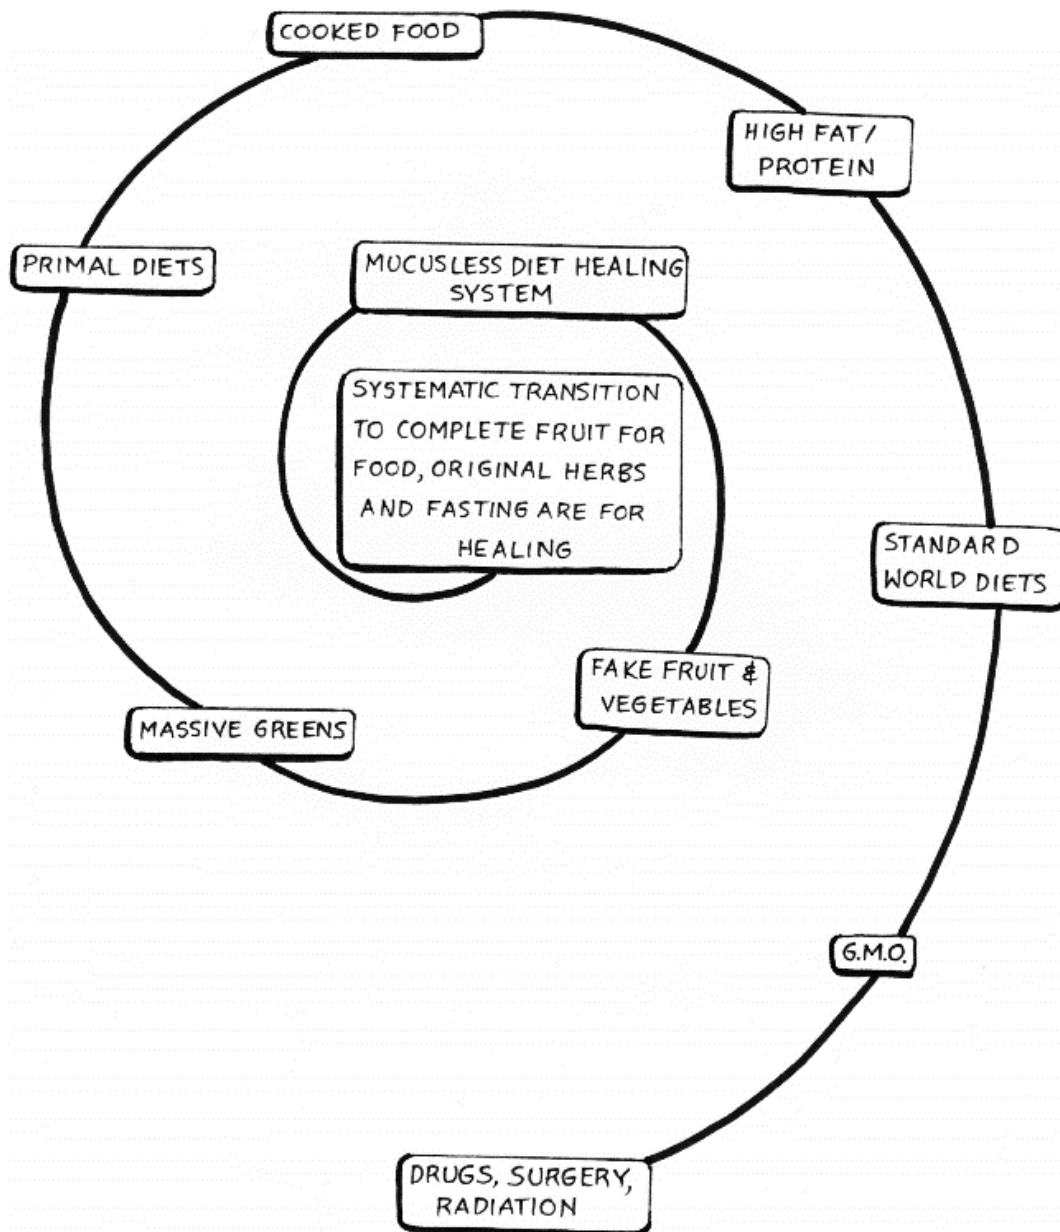 COOKED FOOD
HIGH FAT/
PROTEIN
PRIMAL DIETS
MUCUSLESS DIET HEALING
SYSTEM
SYSTEMATIC TRANSITION
TO COMPLETE FRUIT FOR
FOOD, ORIGINAL HERBS
AND FASTING ARE FOR
HEALING
STANDARD
WORLD DIETS
FAKE FRUIT &
VEGETABLES
MASSIVE GREENS
G.M.O.
DRUGS, SURGERY,
RADIATION